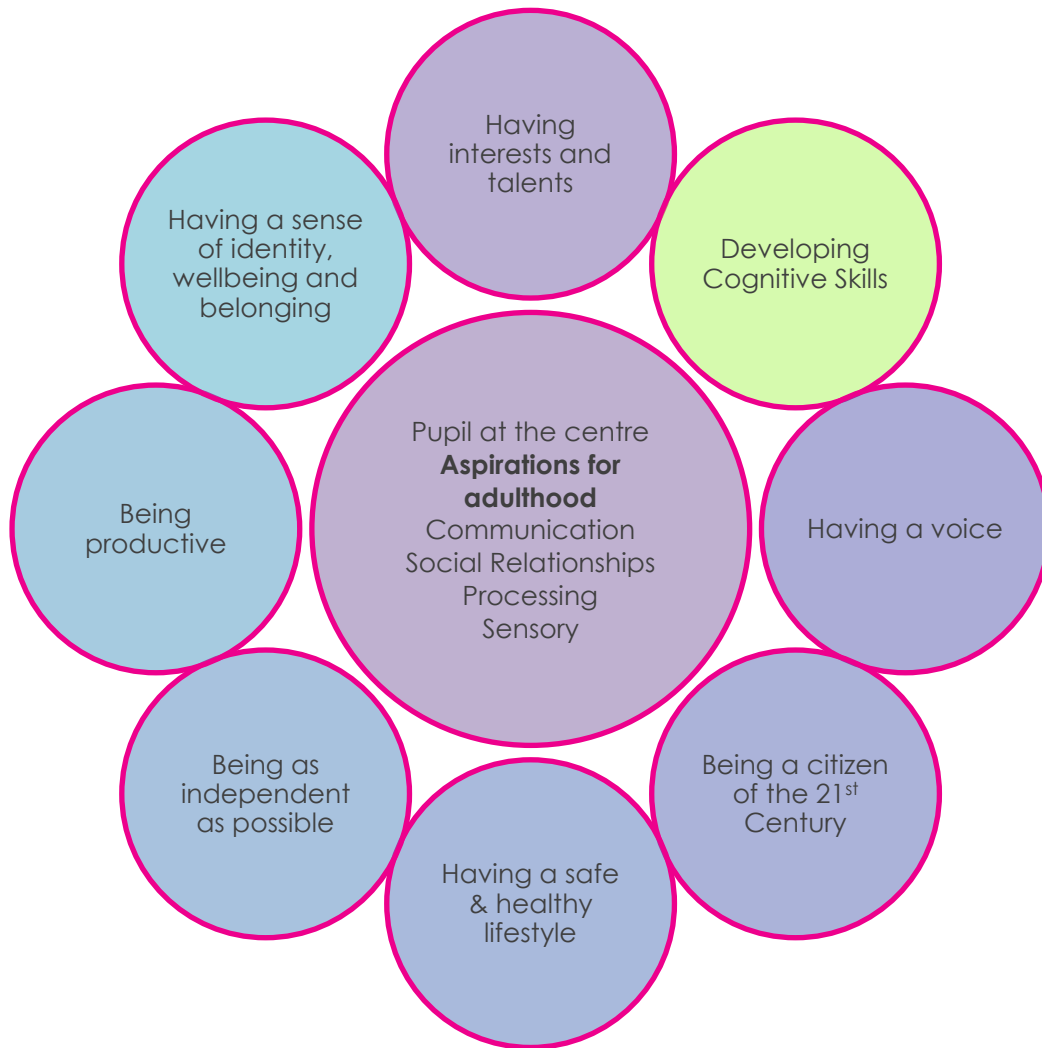 Having
interests and
talents
Developing
Cognitive Skills
Having a voice
Being a citizen
of the 21st
Century
Having a safe
& healthy
lifestyle
Being as
independent
as possible
Being
productive
Having a sense
of identity,
wellbeing and
belonging
Pupil at the centre
Aspirations for
adulthood
Communication
Social Relationships
Processing
Sensory